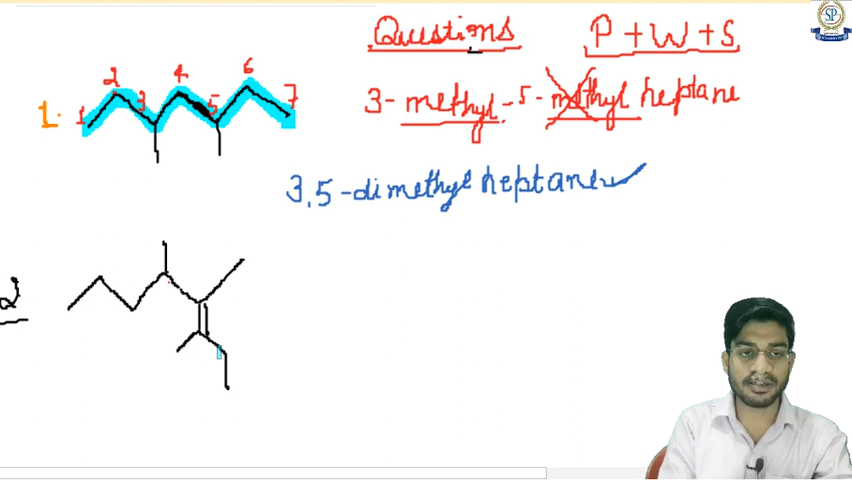 Questions P + W + S
1. 1 2 3 4 5 6 7
3- methyl - 5 - methyl heptane
3,5-dimethyl heptane
2
SP